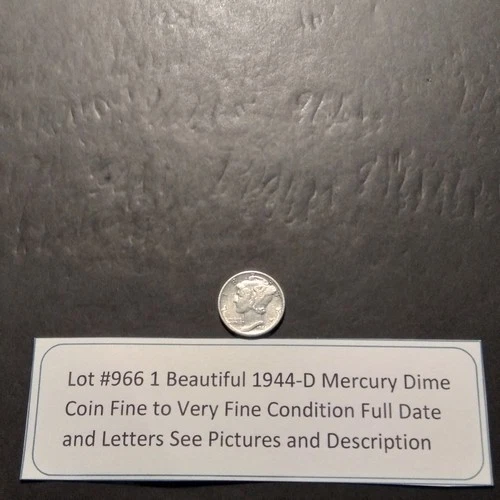 Lot #966 1 Beautiful 1944-D Mercury Dime
Coin Fine to Very Fine Condition Full Date
and Letters See Pictures and Description